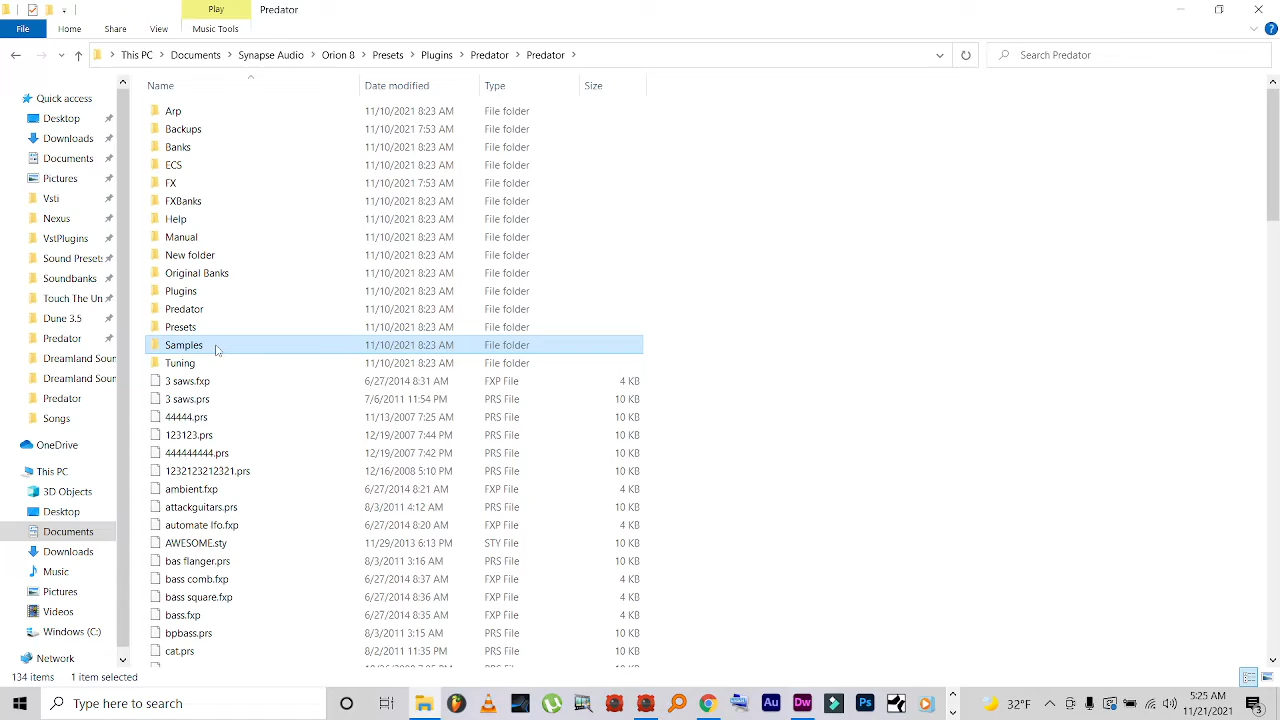 Play
Predator
File
Home
Share
View
Music Tools
This PC
Documents
Synapse Audio
Orion 8
Presets
Plugins
Predator
Predator
Search Predator
Name
Date modified
Type
Size
Quick access
Desktop
Downloads
Documents
Pictures
Vsti
Nexus
VstPlugins
Sound Presets
Soundbanks
Touch The Un
Dune 3.5
Predator
Dreamland Soun
Dreamland Soun
Predator
Songs
OneDrive
This PC
3D Objects
Desktop
Documents
Downloads
Music
Pictures
Videos
Windows (C:)
Network
Arp 11/10/2021 8:23 AM File folder
Backups 11/10/2021 7:53 AM File folder
Banks 11/10/2021 8:23 AM File folder
ECS 11/10/2021 8:23 AM File folder
FX 11/10/2021 7:53 AM File folder
FXBanks 11/10/2021 8:23 AM File folder
Help 11/10/2021 8:23 AM File folder
Manual 11/10/2021 8:23 AM File folder
New folder 11/10/2021 8:23 AM File folder
Original Banks 11/10/2021 8:23 AM File folder
Plugins 11/10/2021 8:23 AM File folder
Predator 11/10/2021 8:23 AM File folder
Presets 11/10/2021 8:23 AM File folder
Samples 11/10/2021 8:23 AM File folder
Tuning 11/10/2021 8:23 AM File folder
3 saws.fxp 6/27/2014 8:31 AM FXP File 4 KB
3 saws.prs 7/6/2011 11:54 PM PRS File 10 KB
44444.prs 11/13/2007 7:25 AM PRS File 10 KB
123123.prs 12/19/2007 7:44 PM PRS File 10 KB
444444444.prs 12/19/2007 7:42 PM PRS File 10 KB
1232123212321.prs 12/16/2008 5:10 PM PRS File 10 KB
ambient.fxp 6/27/2014 8:21 AM FXP File 4 KB
attackguitars.prs 8/3/2011 4:12 AM PRS File 10 KB
automate lfo.fxp 6/27/2014 8:20 AM FXP File 4 KB
AWESOME.sty 11/29/2013 6:13 PM STY File 10 KB
bas flanger.prs 8/3/2011 3:16 AM PRS File 10 KB
bass comb.fxp 6/27/2014 8:37 AM FXP File 4 KB
bass square.fxp 6/27/2014 8:36 AM FXP File 4 KB
bass.fxp 6/27/2014 8:35 AM FXP File 4 KB
bpbass.prs 8/3/2011 3:15 AM PRS File 10 KB
cat.prs 8/2/2011 11:35 PM PRS File 10 KB
134 items
1 item selected
Type here to search
32°F
5:25 AM
11/21/2021
3